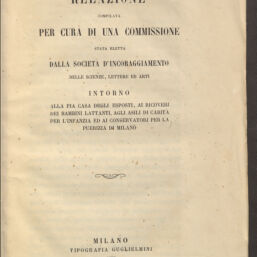 RELAZIONE
COMPILATA
PER CURA DI UNA COMMISSIONE
STATA ELETTA
DALLA SOCIETÀ D'INCORAGGIAMENTO
DELLE SCIENZE, LETTERE ED ARTI
INTORNO
ALLA PIA CASA DEGLI ESPOSTI, AI RICOVERI
DEI BAMBINI LATTANTI, AGLI ASILI DI CARITÀ
PER L'INFANZIA ED AI CONSERVATORI PER LA
PUERIZIA DI MILANO
MILANO
TIPOGRAFIA GUGLIELMINI